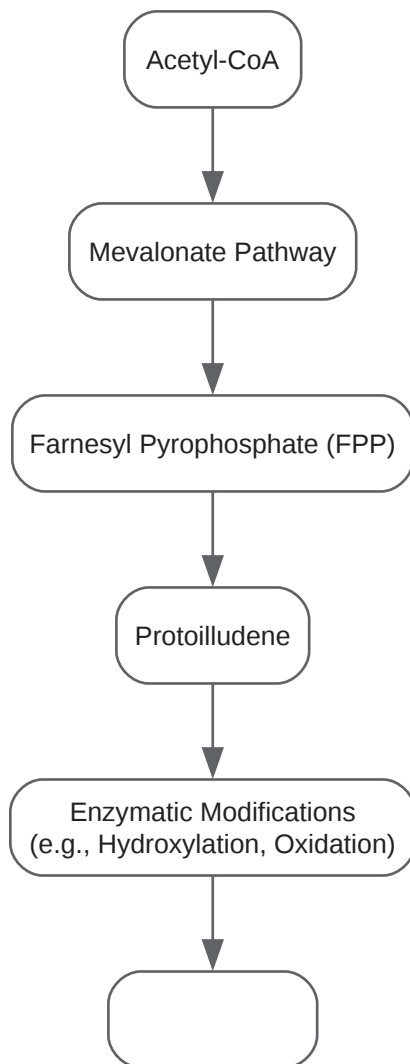 Acetyl-CoA
Mevalonate Pathway
Farnesyl Pyrophosphate (FPP)
Protoilludene
Enzymatic Modifications
(e.g., Hydroxylation, Oxidation)